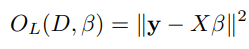 O_L(D, β) = ‖y − Xβ‖²